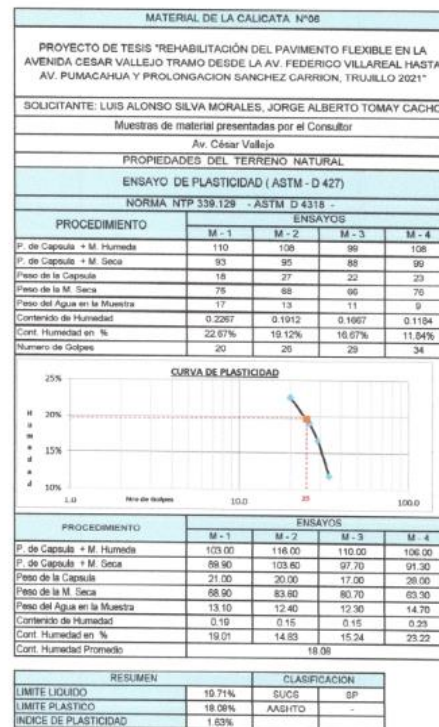 MATERIAL DE LA CALICATA N°06
PROYECTO DE TESIS "REHABILITACIÓN DEL PAVIMENTO FLEXIBLE EN LA
AVENIDA CESAR VALLEJO TRAMO DESDE LA AV. FEDERICO VILLAREAL HASTA
AV. PUMACAHUA Y PROLONGACION SANCHEZ CARRION, TRUJILLO 2021"
SOLICITANTE: LUIS ALONSO SILVA MORALES, JORGE ALBERTO TOMAY CACHO
Muestras de material presentadas por el Consultor
Av. César Vallejo
PROPIEDADES DEL TERRENO NATURAL
ENSAYO DE PLASTICIDAD ( ASTM - D 427)
NORMA NTP 339.129 - ASTM D 4318 -
PROCEDIMIENTO ENSAYOS
M - 1 M - 2 M - 3 M - 4
P. de Capsula + M. Humeda 110 108 99 108
P. de Capsula + M. Seca 93 95 88 99
Peso de la Capsula 18 27 22 23
Peso de la M. Seca 75 68 66 76
Peso del Agua en la Muestra 17 13 11 9
Contenido de Humedad 0.2267 0.1912 0.1667 0.1184
Cont. Humedad en % 22.67% 19.12% 16.67% 11.84%
Numero de Golpes 20 26 29 34
CURVA DE PLASTICIDAD
25%
20%
15%
10%
Humedad
1.0 Nro de Golpes 10.0 25 100.0
PROCEDIMIENTO ENSAYOS
M - 1 M - 2 M - 3 M - 4
P. de Capsula + M. Humeda 103.00 116.00 110.00 106.00
P. de Capsula + M. Seca 89.90 103.60 97.70 91.30
Peso de la Capsula 21.00 20.00 17.00 28.00
Peso de la M. Seca 68.90 83.60 80.70 63.30
Peso del Agua en la Muestra 13.10 12.40 12.30 14.70
Contenido de Humedad 0.19 0.15 0.15 0.23
Cont. Humedad en % 19.01 14.83 15.24 23.22
Cont. Humedad Promedio 18.08
RESUMEN CLASIFICACION
LIMITE LIQUIDO 19.71% SUCS SP
LIMITE PLASTICO 18.08% AASHTO -
INDICE DE PLASTICIDAD 1.63%